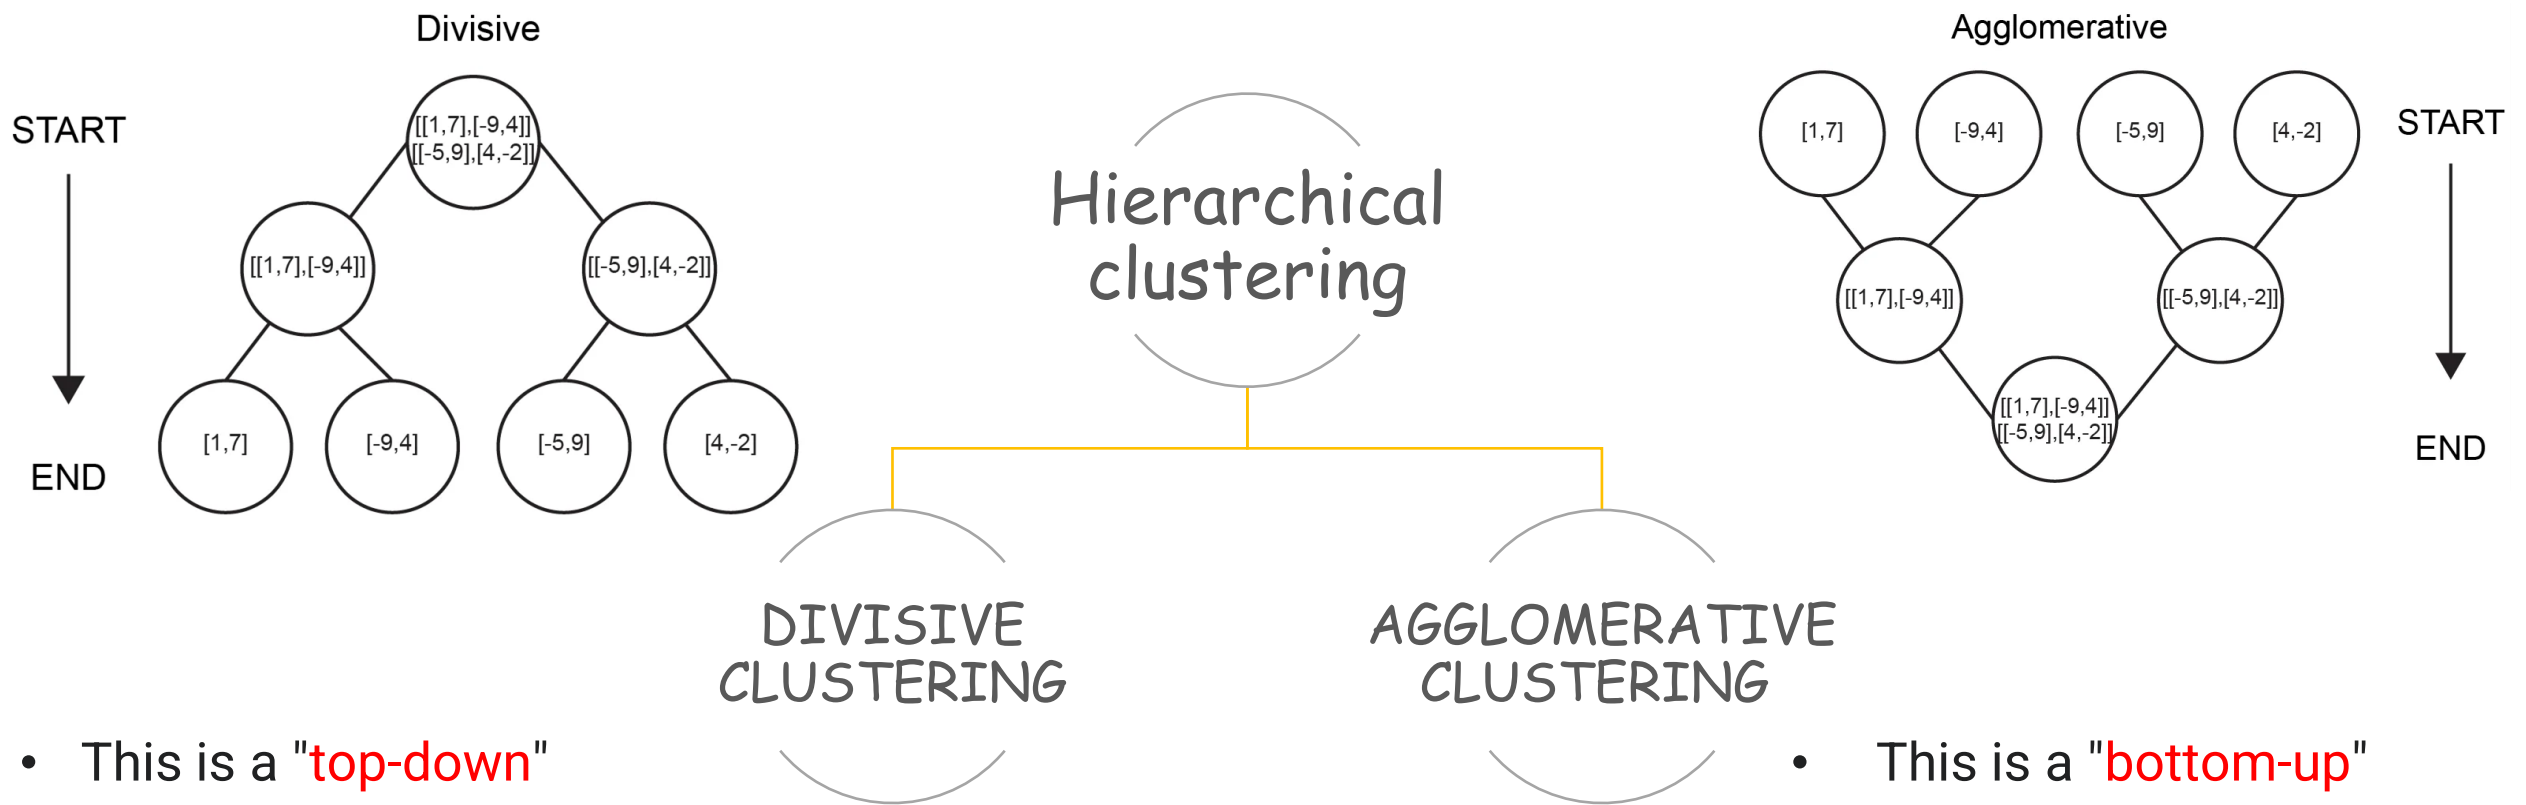 Divisive
START
[[1,7],[-9,4]]
[[-5,9],[4,-2]]
[[1,7],[-9,4]]
[[-5,9],[4,-2]]
[1,7]
[-9,4]
[-5,9]
[4,-2]
END
Hierarchical
clustering
DIVISIVE
CLUSTERING
AGGLOMERATIVE
CLUSTERING
Agglomerative
[1,7]
[-9,4]
[-5,9]
[4,-2]
START
[[1,7],[-9,4]]
[[-5,9],[4,-2]]
[[1,7],[-9,4]]
[[-5,9],[4,-2]]
END
• This is a "top-down"
• This is a "bottom-up"